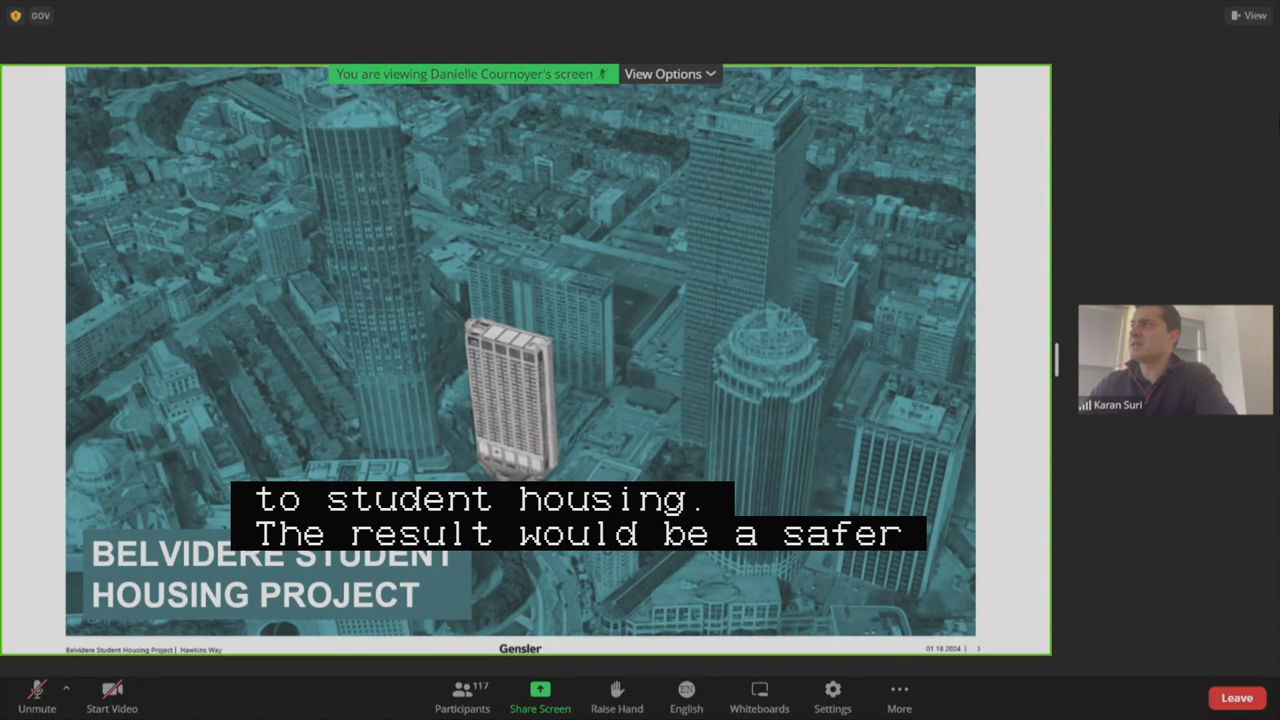 GOV
View
You are viewing Danielle Cournoyer's screen
View Options
Karan Suri
to student housing.
The result would be a safer
BELVIDERE STUDENT
HOUSING PROJECT
Belvidere Student Housing Project | Hawkins Way
Gensler
01 18 2024 | 1
Unmute
Start Video
117
Participants
Share Screen
Raise Hand
EN
English
Whiteboards
Settings
More
Leave